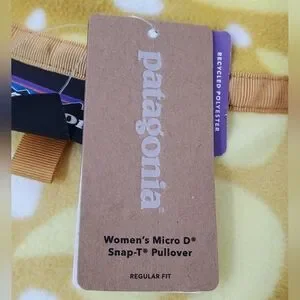 patagonia®
RECYCLED POLYESTER
Women's Micro D®
Snap-T® Pullover
REGULAR FIT